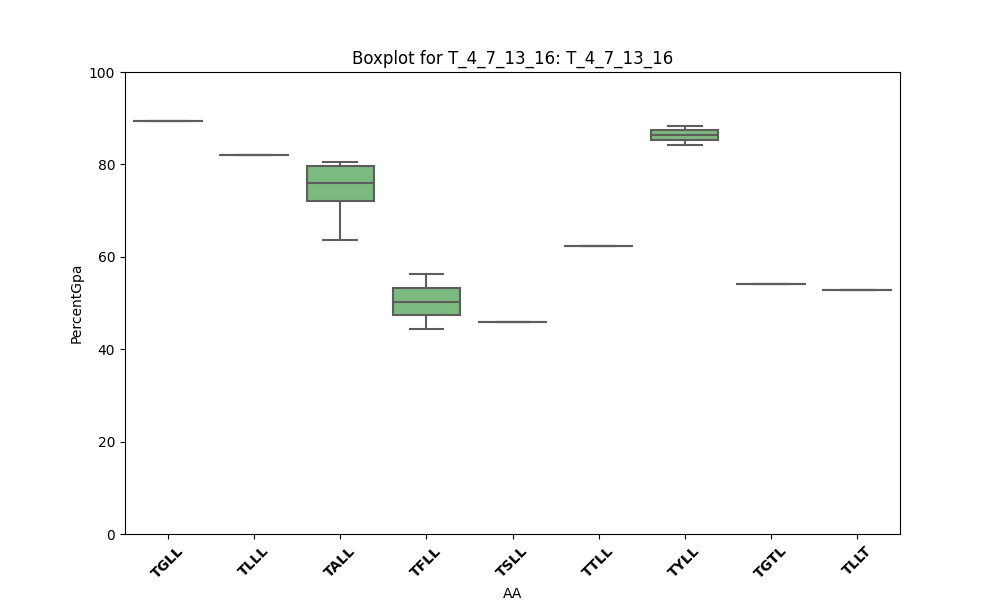 Boxplot for T_4_7_13_16: T_4_7_13_16
PercentGpa
100
80
60
40
20
0
TGLL TLLL TALL TFLL TSLL TTLL TYLL TGTL TLLT
AA